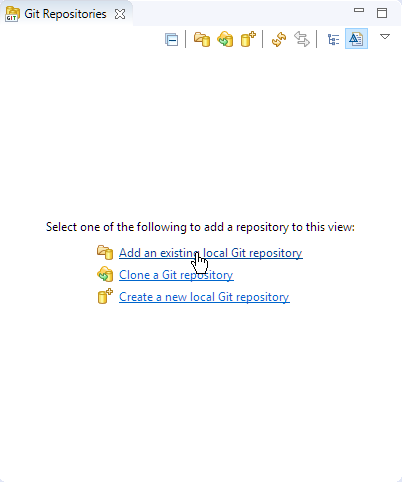 GIT Git Repositories
Select one of the following to add a repository to this view:
Add an existing local Git repository
Clone a Git repository
Create a new local Git repository